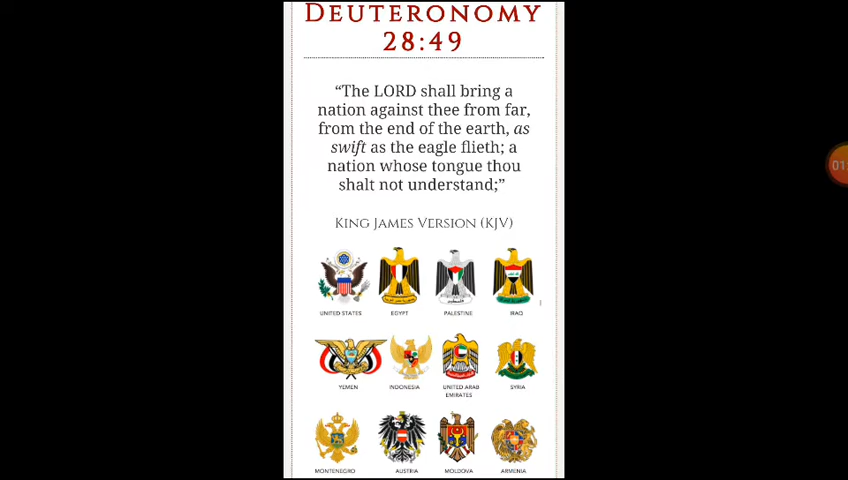 DEUTERONOMY
28:49
“The LORD shall bring a
nation against thee from far,
from the end of the earth, as
swift as the eagle flieth; a
nation whose tongue thou
shalt not understand;”
KING JAMES VERSION (KJV)
UNITED STATES EGYPT PALESTINE IRAQ
YEMEN INDONESIA UNITED ARAB EMIRATES SYRIA
MONTENEGRO AUSTRIA MOLDOVA ARMENIA